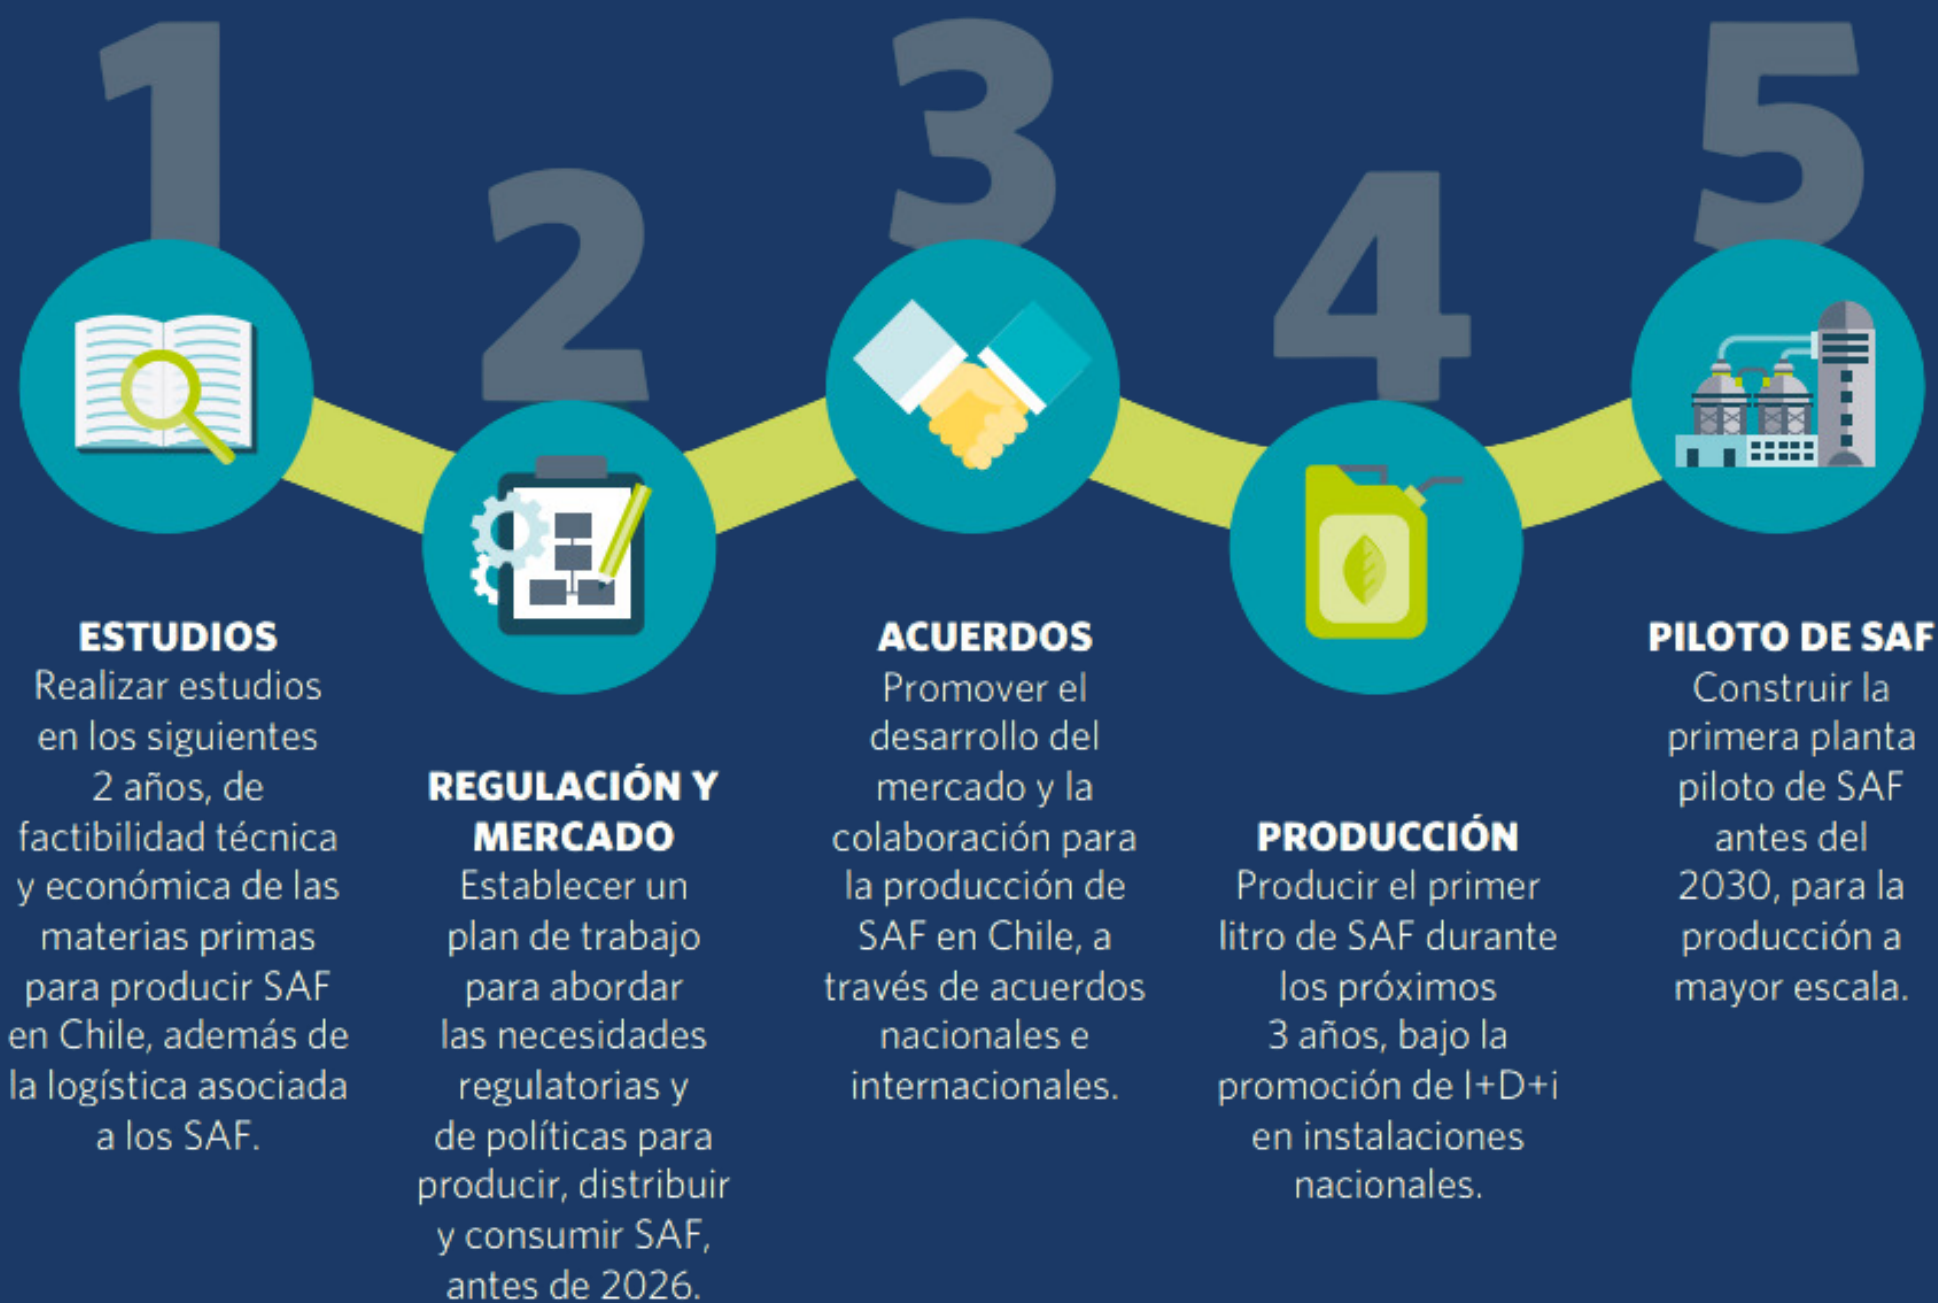 1
ESTUDIOS
Realizar estudios
en los siguientes
2 años, de
factibilidad técnica
y económica de las
materias primas
para producir SAF
en Chile, además de
la logística asociada
a los SAF.
2
REGULACIÓN Y
MERCADO
Establecer un
plan de trabajo
para abordar
las necesidades
regulatorias y
de políticas para
producir, distribuir
y consumir SAF,
antes de 2026.
3
ACUERDOS
Promover el
desarrollo del
mercado y la
colaboración para
la producción de
SAF en Chile, a
través de acuerdos
nacionales e
internacionales.
4
PRODUCCIÓN
Producir el primer
litro de SAF durante
los próximos
3 años, bajo la
promoción de I+D+i
en instalaciones
nacionales.
5
PILOTO DE SAF
Construir la
primera planta
piloto de SAF
antes del
2030, para la
producción a
mayor escala.